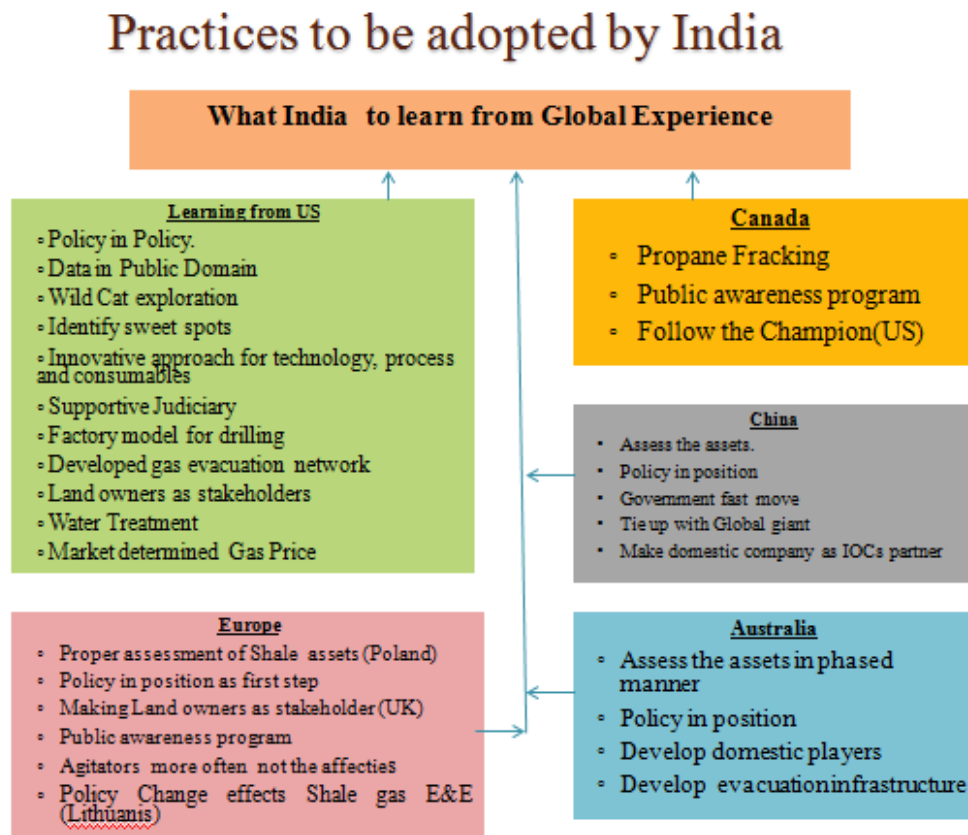 Practices to be adopted by India
What India to learn from Global Experience
Learning from US
▫ Policy in Policy.
▫ Data in Public Domain
▫ Wild Cat exploration
▫ Identify sweet spots
▫ Innovative approach for technology, process
and consumables
▫ Supportive Judiciary
▫ Factory model for drilling
▫ Developed gas evacuation network
▫ Land owners as stakeholders
▫ Water Treatment
▫ Market determined Gas Price
Canada
▫ Propane Fracking
▫ Public awareness program
▫ Follow the Champion(US)
China
▪ Assess the assets.
▪ Policy in position
▪ Government fast move
▪ Tie up with Global giant
▪ Make domestic company as IOCs partner
Europe
▫ Proper assessment of Shale assets (Poland)
▫ Policy in position as first step
▫ Making Land owners as stakeholder(UK)
▫ Public awareness program
▫ Agitators more often not the affecties
▫ Policy Change effects Shale gas E&E
(Lithuanis)
Australia
▫ Assess the assets in phased
manner
▫ Policy in position
▫ Develop domestic players
▫ Develop evacuationinfrastructure